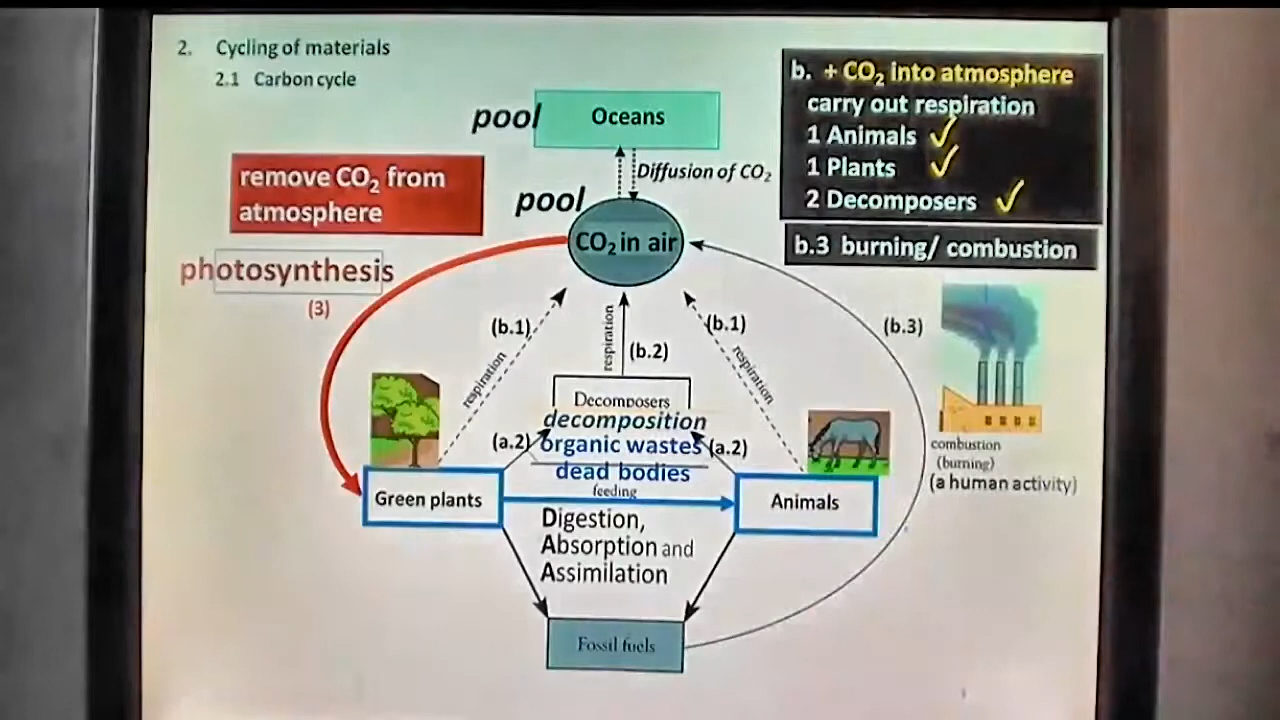 2. Cycling of materials
2.1 Carbon cycle
pool
Oceans
Diffusion of CO₂
pool
CO₂ in air
remove CO₂ from
atmosphere
photosynthesis
(3)
b. + CO₂ into atmosphere
carry out respiration
1 Animals ✓
1 Plants ✓
2 Decomposers ✓
b.3 burning/ combustion
(b.1)
respiration
respiration
(b.2)
(b.1)
respiration
(b.3)
combustion
(burning)
(a human activity)
Decomposers
decomposition
(a.2)
organic wastes
(a.2)
dead bodies
feeding
Green plants
Animals
Digestion,
Absorption and
Assimilation
Fossil fuels